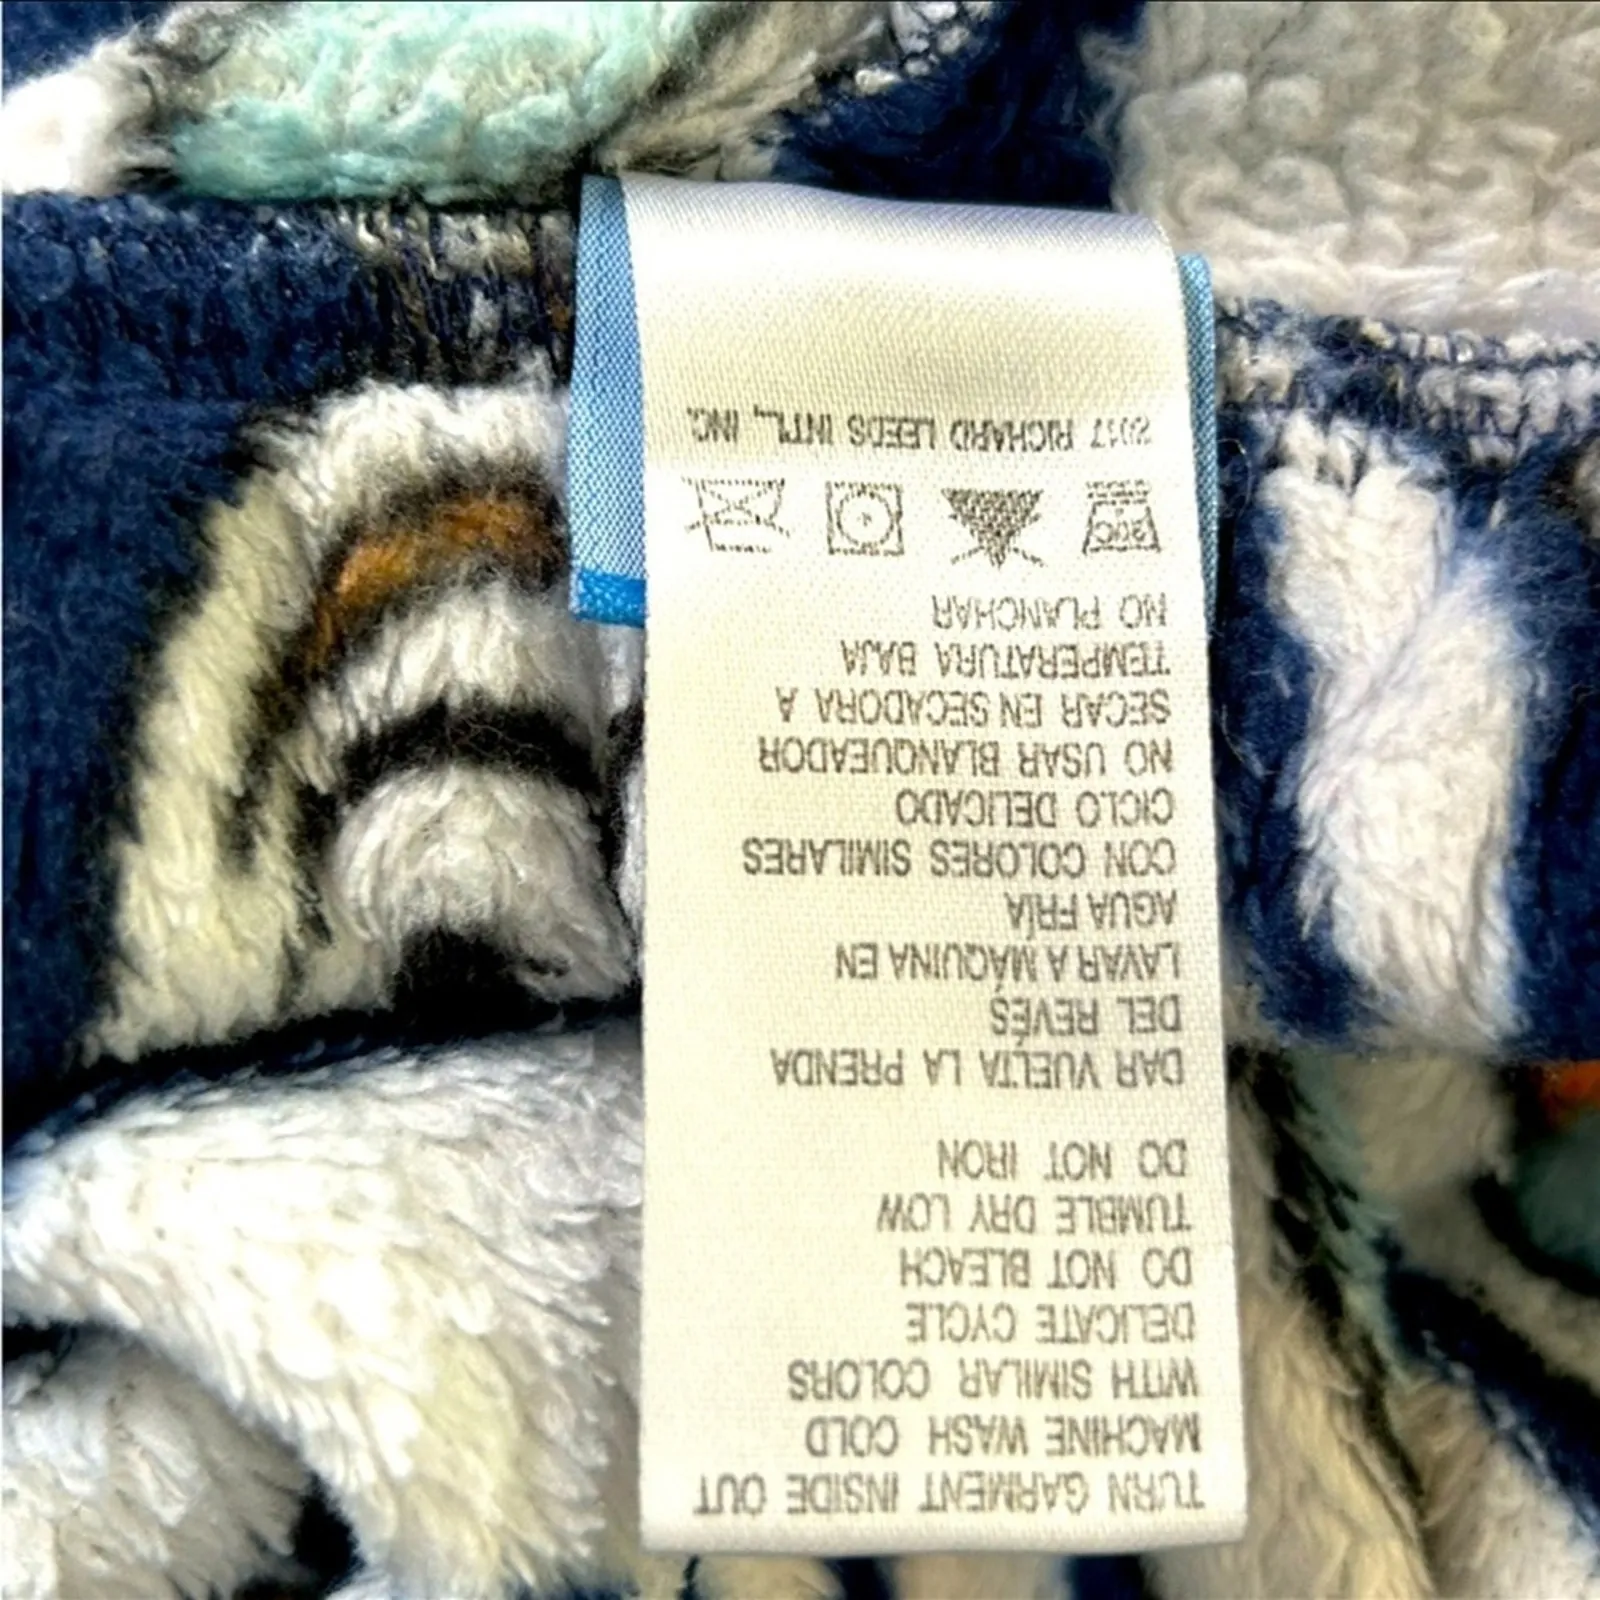 TURN GARMENT INSIDE OUT
MACHINE WASH COLD
WITH SIMILAR COLORS
DELICATE CYCLE
DO NOT BLEACH
TUMBLE DRY LOW
DO NOT IRON
DAR VUELTA LA PRENDA
DEL REVÉS
LAVAR A MÁQUINA EN
AGUA FRÍA
CON COLORES SIMILARES
CICLO DELICADO
NO USAR BLANQUEADOR
SECAR EN SECADORA A
TEMPERATURA BAJA
NO PLANCHAR
30C
2017 RICHARD LEEDS INT'L., INC.